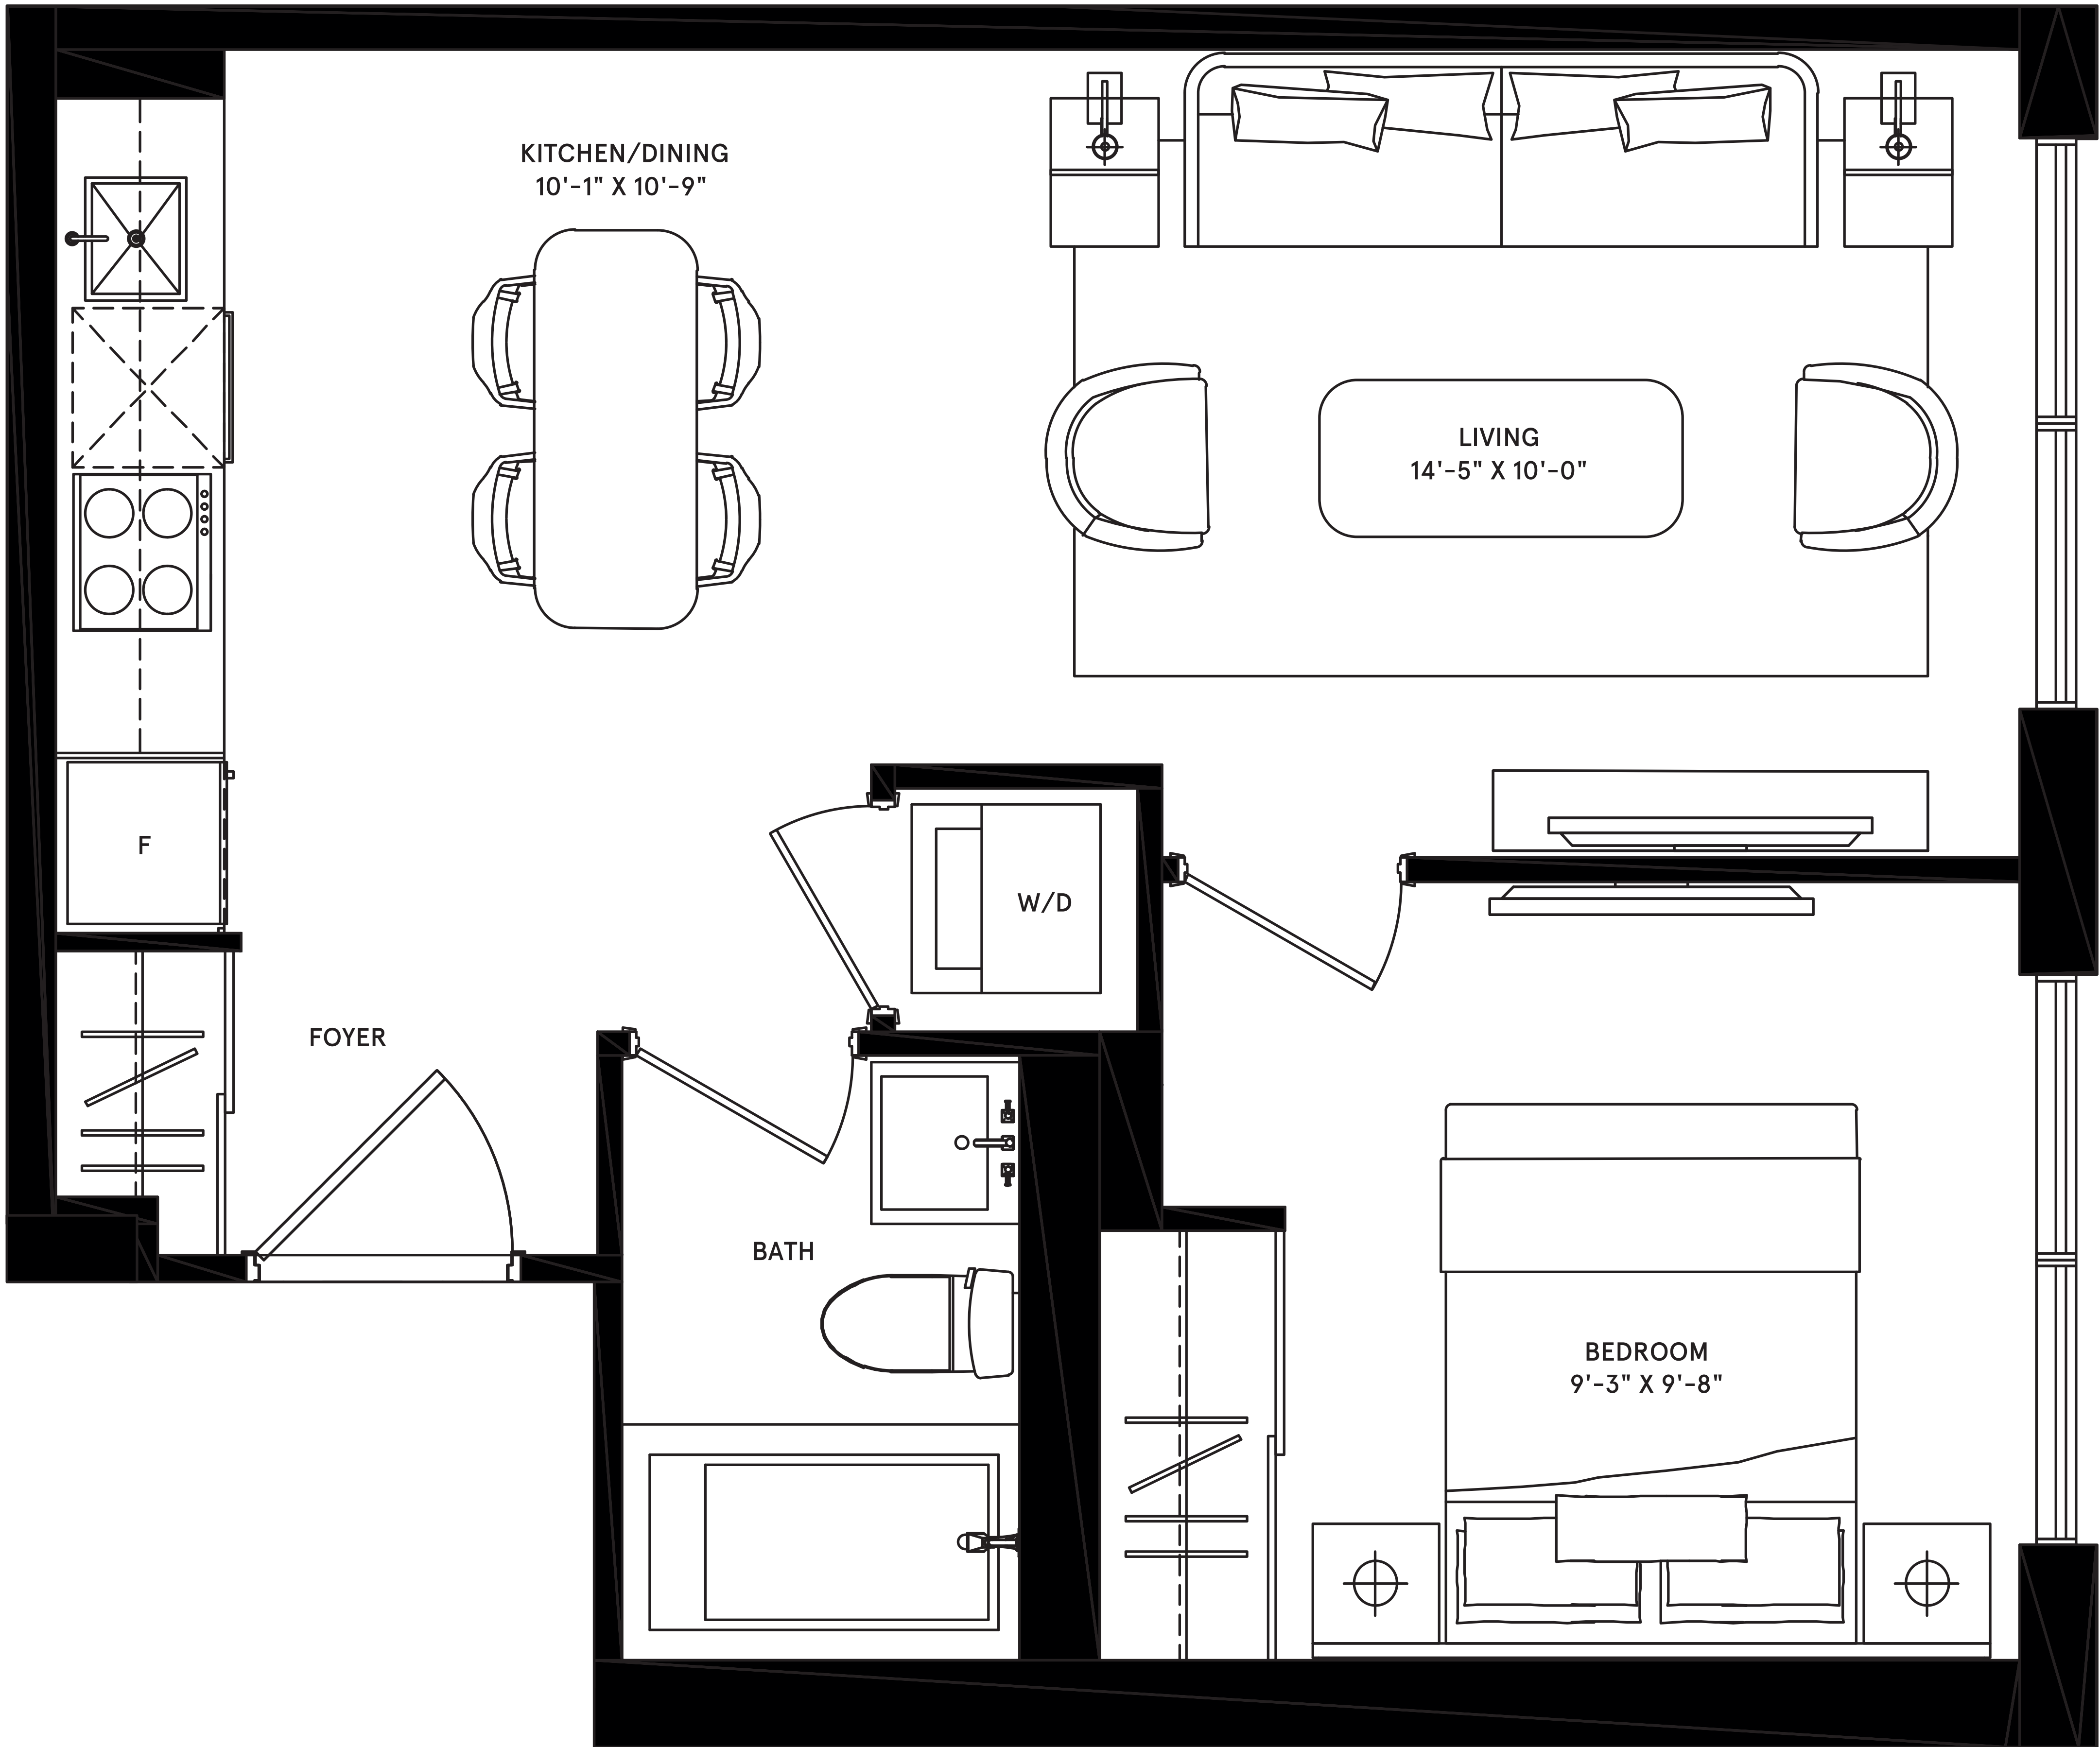 KITCHEN/DINING
10'-1" X 10'-9"
LIVING
14'-5" X 10'-0"
F
W/D
FOYER
BATH
BEDROOM
9'-3" X 9'-8"